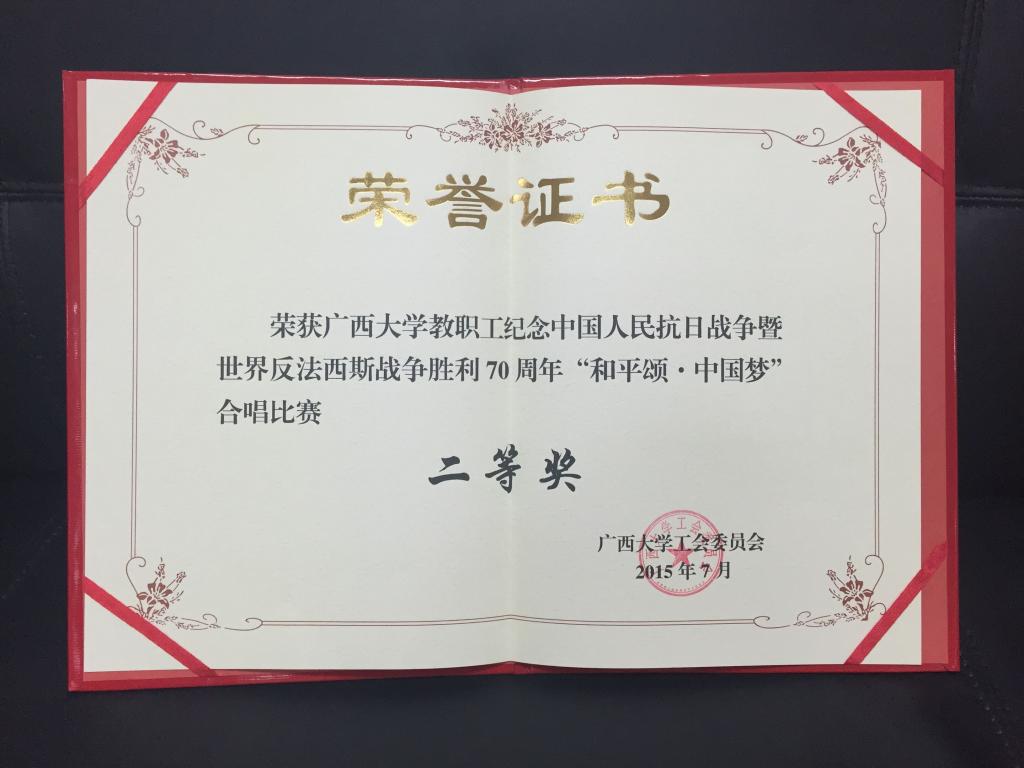 荣誉证书
荣获广西大学教职工纪念中国人民抗日战争暨
世界反法西斯战争胜利70周年“和平颂·中国梦”
合唱比赛
二等奖
广西大学工会委员会
2015年7月